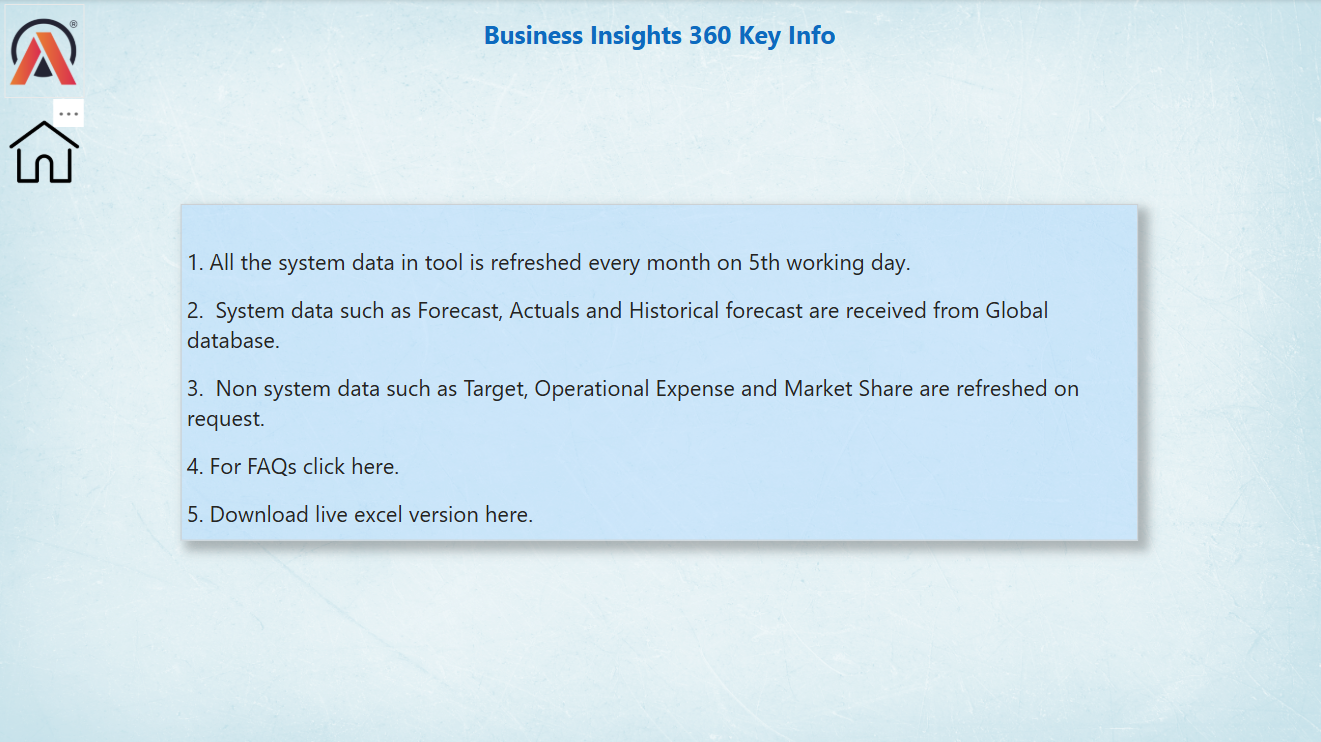 ®
Business Insights 360 Key Info
...
1. All the system data in tool is refreshed every month on 5th working day.
2.  System data such as Forecast, Actuals and Historical forecast are received from Global
database.
3.  Non system data such as Target, Operational Expense and Market Share are refreshed on
request.
4. For FAQs click here.
5. Download live excel version here.